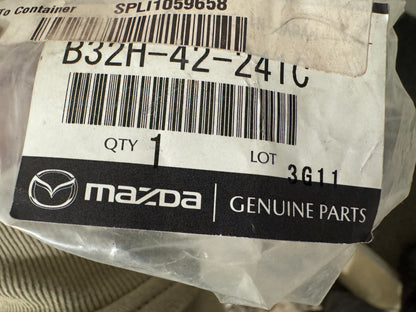 To Container SPLI1059658
B32H-42-241C
QTY 1 LOT 3G11
mazda GENUINE PARTS